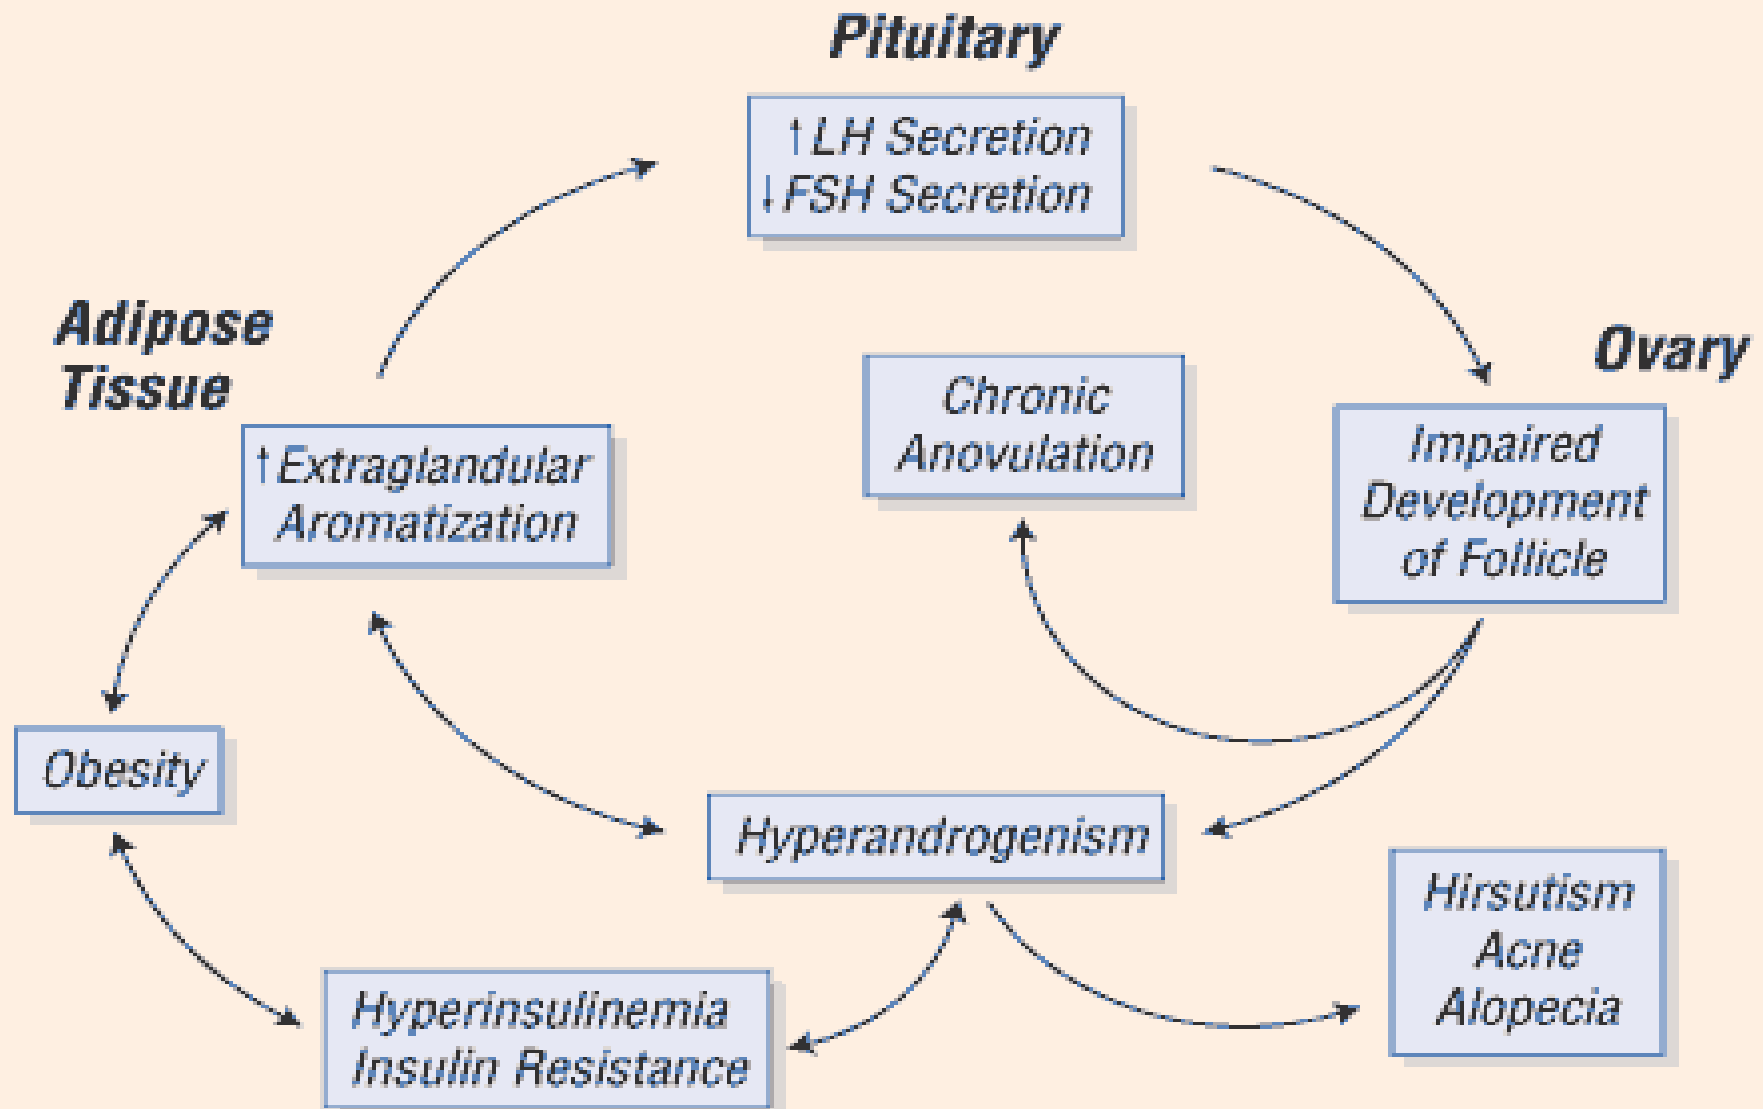 Pituitary
↑LH Secretion
↓FSH Secretion
Adipose
Tissue
Ovary
Chronic
Anovulation
Impaired
Development
of Follicle
↑Extraglandular
Aromatization
Obesity
Hyperandrogenism
Hirsutism
Acne
Alopecia
Hyperinsulinemia
Insulin Resistance